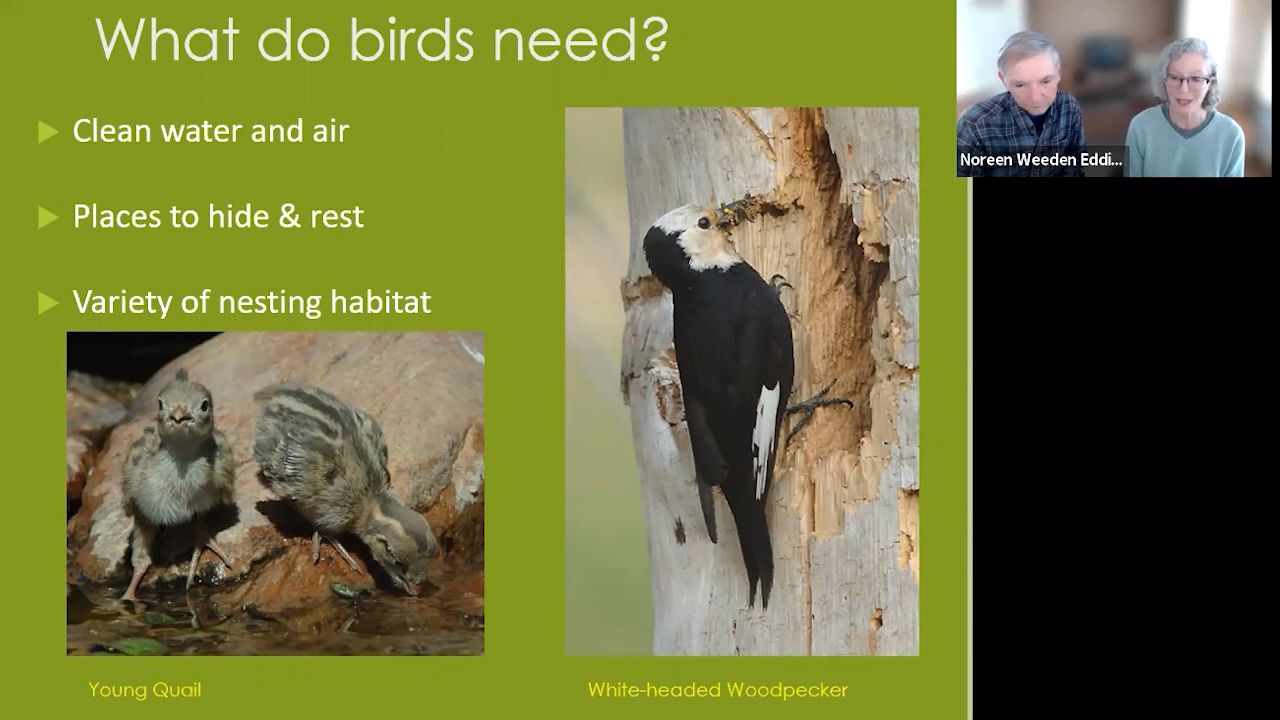 What do birds need?
Clean water and air
Places to hide & rest
Variety of nesting habitat
Young Quail
White-headed Woodpecker
Noreen Weeden Eddi...